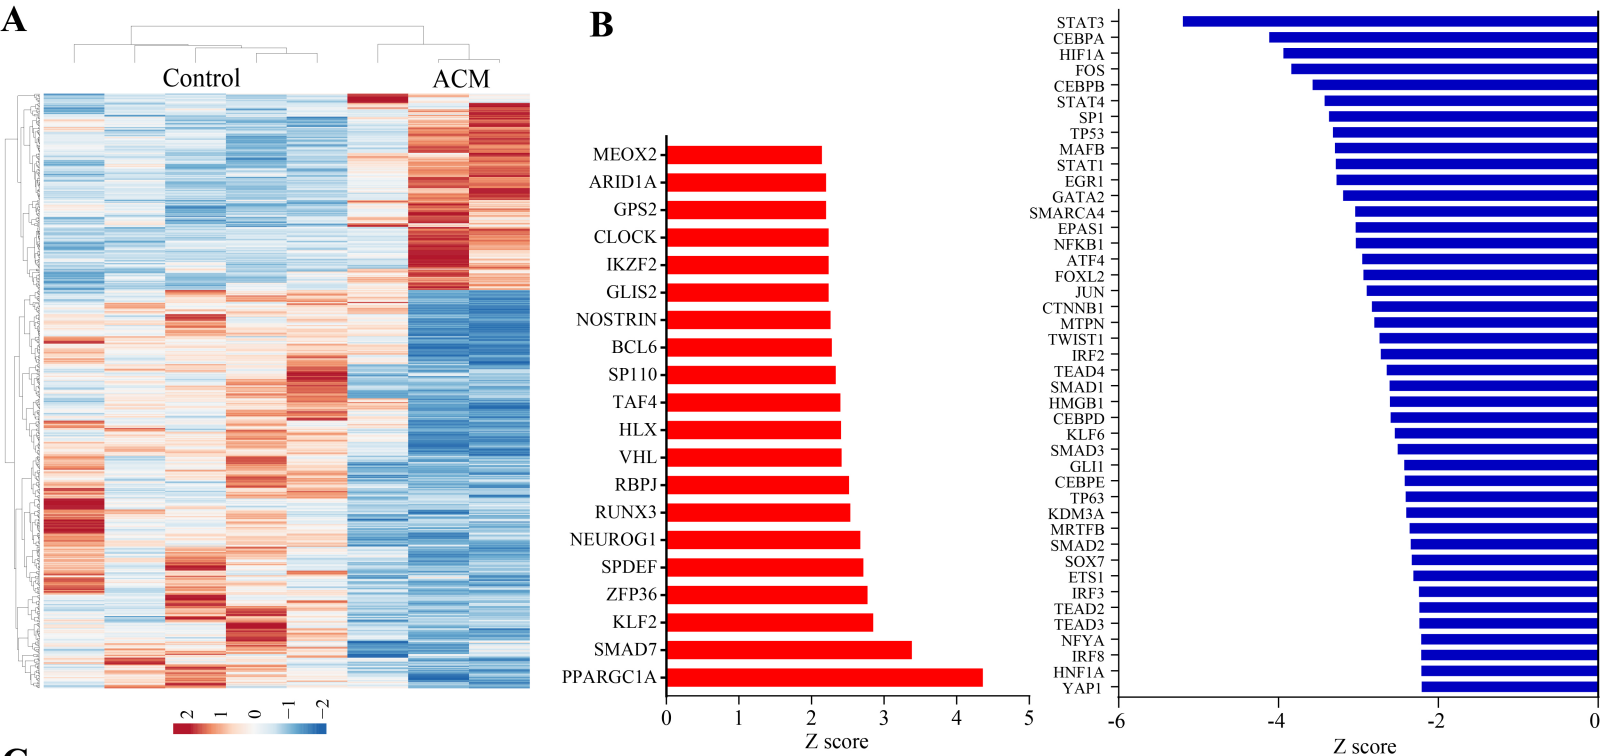 A
Control
ACM
2
1
0
−1
−2
B
MEOX2
ARID1A
GPS2
CLOCK
IKZF2
GLIS2
NOSTRIN
BCL6
SP110
TAF4
HLX
VHL
RBPJ
RUNX3
NEUROG1
SPDEF
ZFP36
KLF2
SMAD7
PPARGC1A
0 1 2 3 4 5
Z score
STAT3
CEBPA
HIF1A
FOS
CEBPB
STAT4
SP1
TP53
MAFB
STAT1
EGR1
GATA2
SMARCA4
EPAS1
NFKB1
ATF4
FOXL2
JUN
CTNNB1
MTPN
TWIST1
IRF2
TEAD4
SMAD1
HMGB1
CEBPD
KLF6
SMAD3
GLI1
CEBPE
TP63
KDM3A
MRTFB
SMAD2
SOX7
ETS1
IRF3
TEAD2
TEAD3
NFYA
IRF8
HNF1A
YAP1
-6 -4 -2 0
Z score